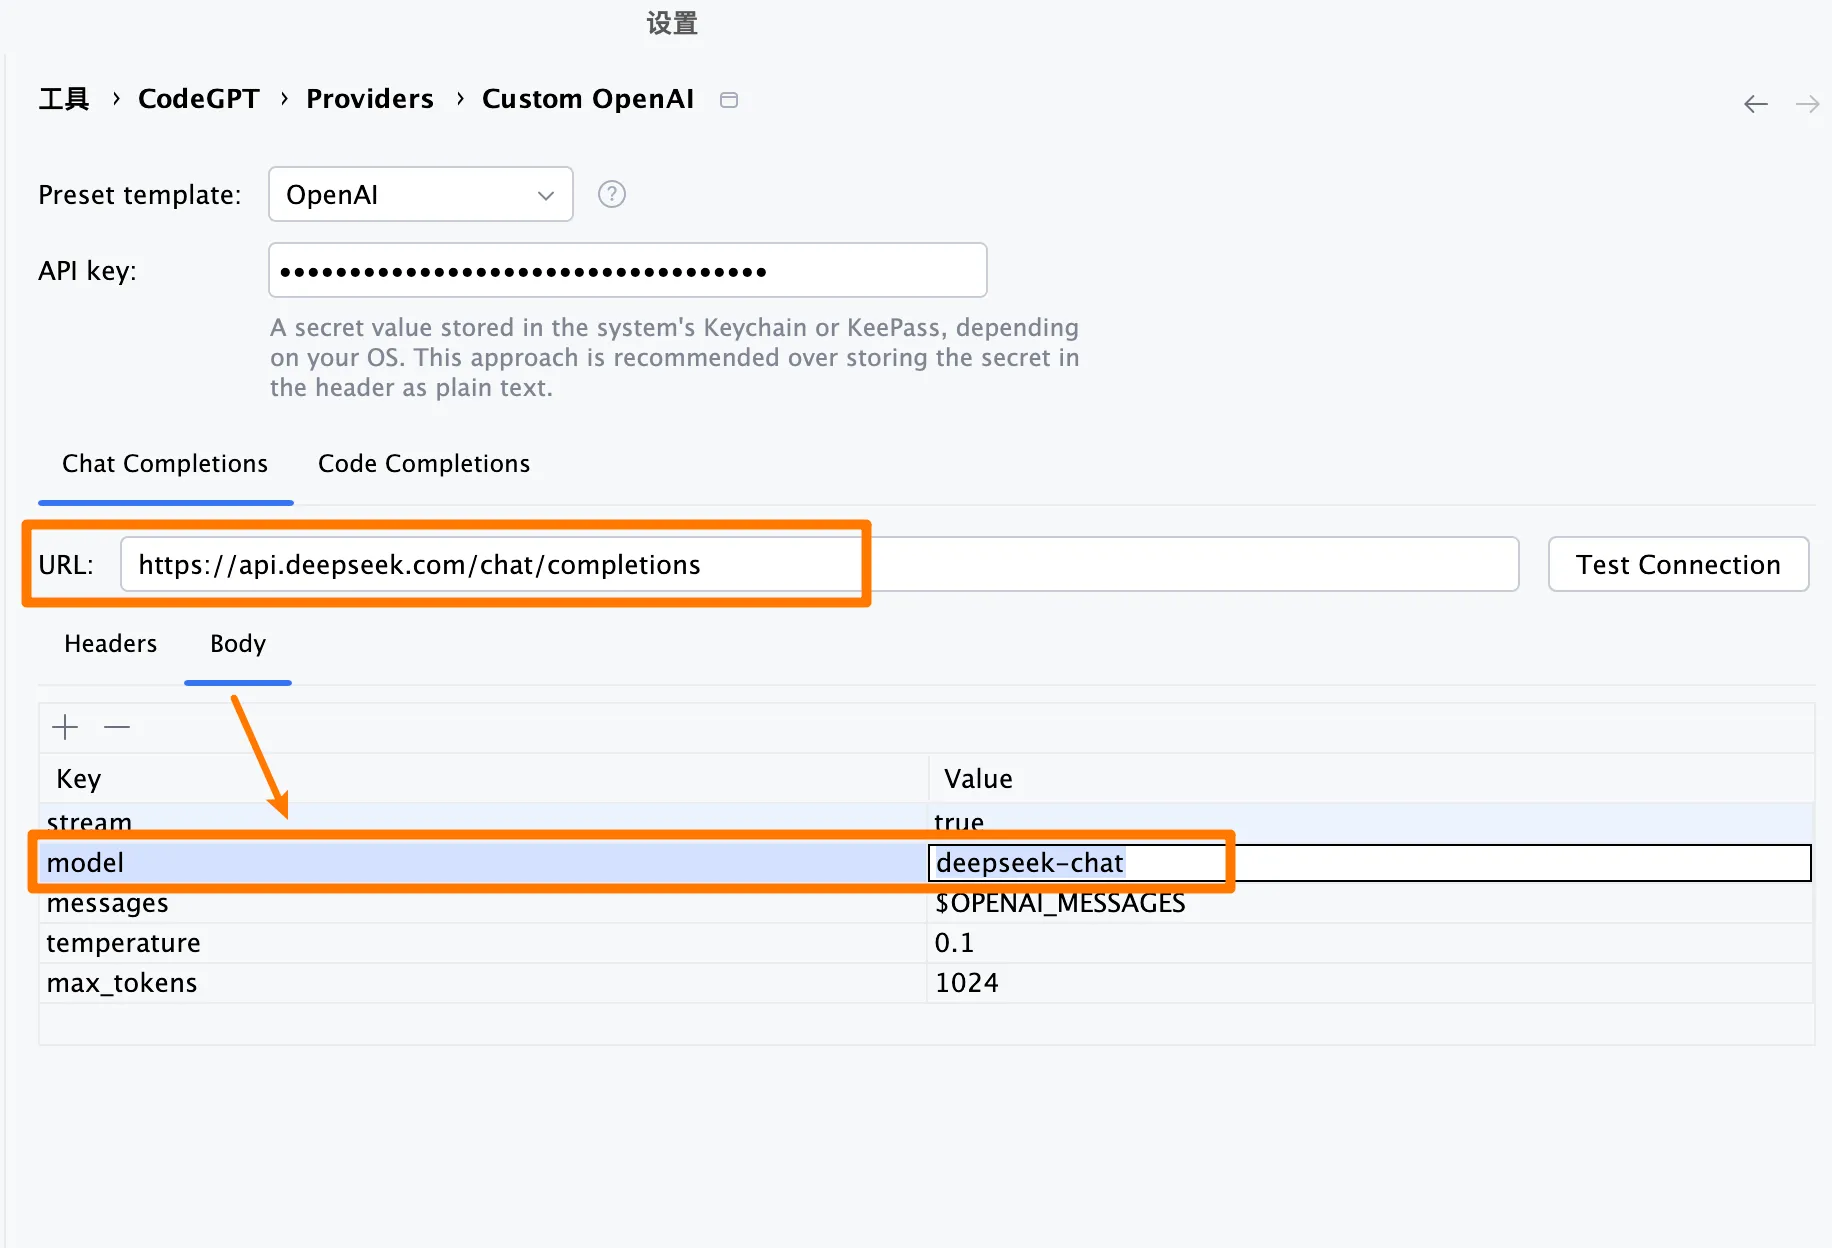 设置
工具 › CodeGPT › Providers › Custom OpenAI
Preset template: OpenAI ?
API key: •••••••••••••••••••••••••••••••••••
A secret value stored in the system's Keychain or KeePass, depending
on your OS. This approach is recommended over storing the secret in
the header as plain text.
Chat Completions Code Completions
URL: https://api.deepseek.com/chat/completions Test Connection
Headers Body
Key Value
stream true
model deepseek-chat
messages $OPENAI_MESSAGES
temperature 0.1
max_tokens 1024